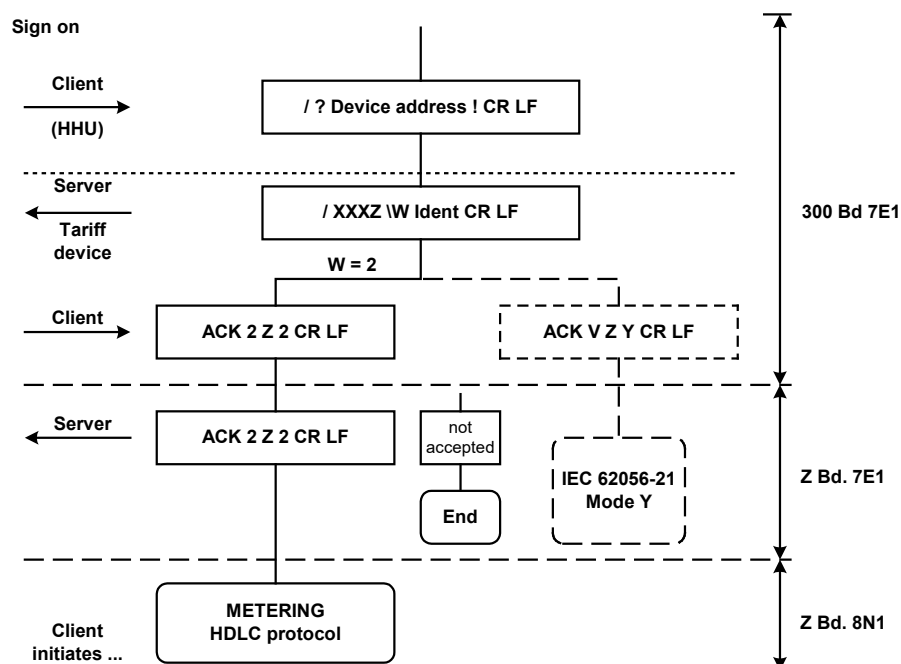 Sign on
Client
(HHU)
/ ? Device address ! CR LF
Server
Tariff
device
/ XXXZ \W Ident CR LF
300 Bd 7E1
W = 2
Client
ACK 2 Z 2 CR LF
ACK V Z Y CR LF
Server
ACK 2 Z 2 CR LF
not
accepted
IEC 62056-21
Mode Y
Z Bd. 7E1
End
METERING
HDLC protocol
Client
initiates ...
Z Bd. 8N1